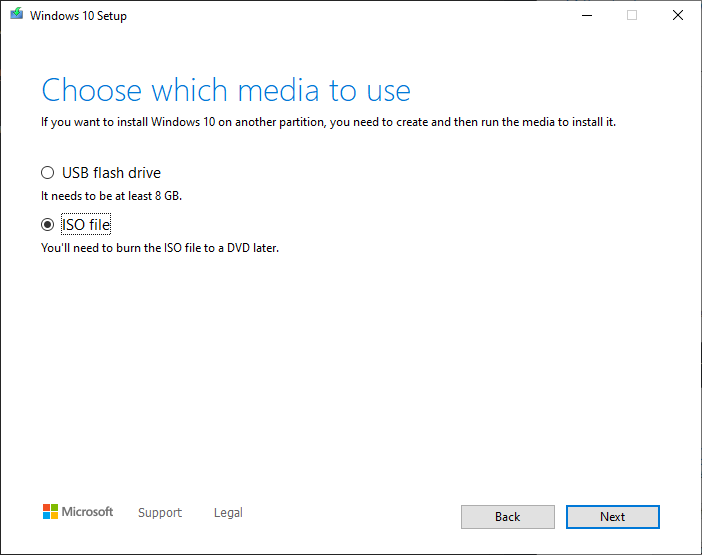 Windows 10 Setup
Choose which media to use
If you want to install Windows 10 on another partition, you need to create and then run the media to install it.
USB flash drive
It needs to be at least 8 GB.
ISO file
You'll need to burn the ISO file to a DVD later.
Microsoft Support Legal Back Next